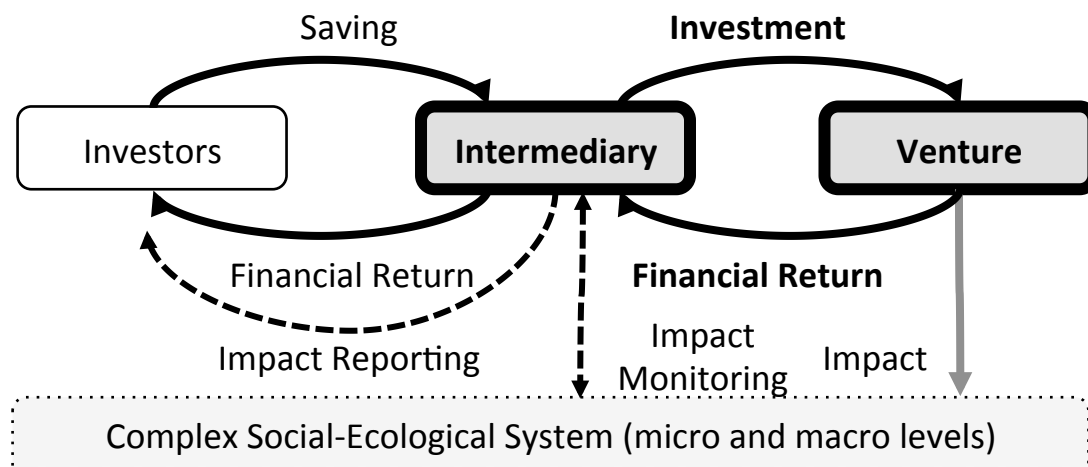 Saving
Investment
Investors
Intermediary
Venture
Financial Return
Financial Return
Impact Reporting
Impact
Monitoring
Impact
Complex Social-Ecological System (micro and macro levels)